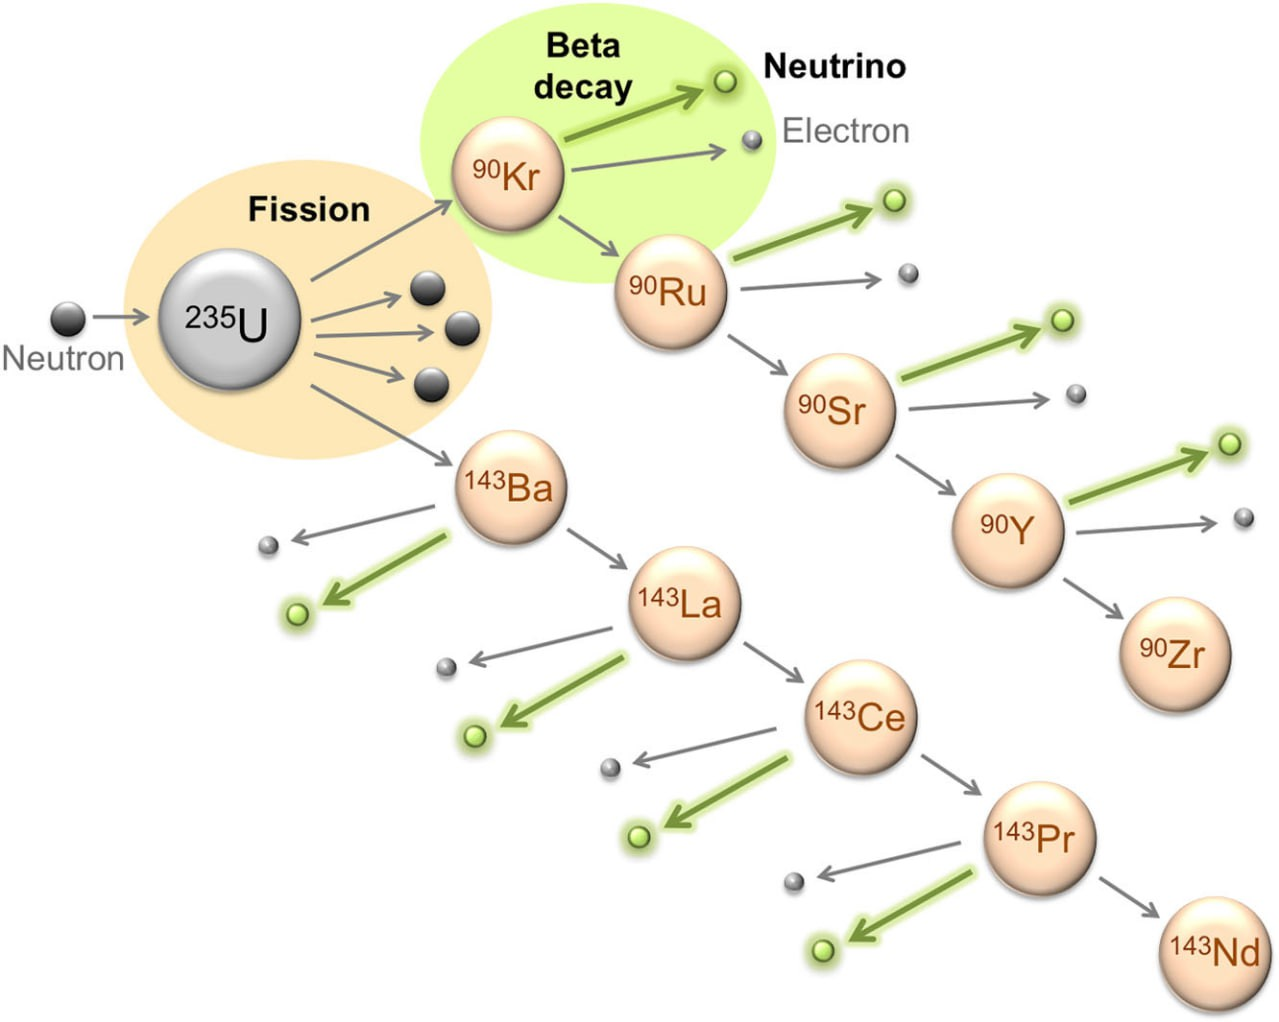 Beta
decay
Neutrino
Electron
⁹⁰Kr
Fission
⁹⁰Ru
²³⁵U
Neutron
⁹⁰Sr
¹⁴³Ba
⁹⁰Y
¹⁴³La
⁹⁰Zr
¹⁴³Ce
¹⁴³Pr
¹⁴³Nd